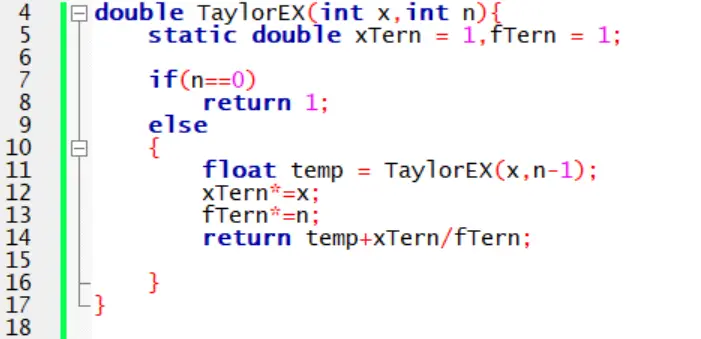 4 double TaylorEX(int x,int n){
5     static double xTern = 1,fTern = 1;
6
7     if(n==0)
8         return 1;
9     else
10     {
11         float temp = TaylorEX(x,n-1);
12         xTern*=x;
13         fTern*=n;
14         return temp+xTern/fTern;
15
16     }
17 }
18